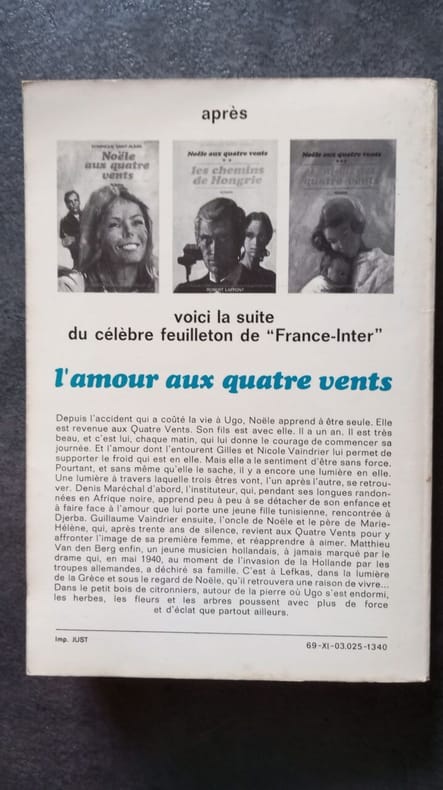 après
DOMINIQUE SAINT-ALBAN
Noële
aux quatre
vents
Noële aux quatre vents
les chemins
de Hongrie
ROBERT LAFFONT
Noële aux quatre vents
quatre vents
voici la suite
du célèbre feuilleton de "France-Inter"
l'amour aux quatre vents
Depuis l'accident qui a coûté la vie à Ugo, Noële apprend à être seule. Elle
est revenue aux Quatre Vents. Son fils est avec elle. Il a un an. Il est très
beau, et c'est lui, chaque matin, qui lui donne le courage de commencer sa
journée. Et l'amour dont l'entourent Gilles et Nicole Vaindrier lui permet de
supporter le froid qui est en elle. Mais elle a le sentiment d'être sans force.
Pourtant, et sans même qu'elle le sache, il y a encore une lumière en elle.
Une lumière à travers laquelle trois êtres vont, l'un après l'autre, se retrou-
ver. Denis Maréchal d'abord, l'instituteur, qui, pendant ses longues randon-
nées en Afrique noire, apprend peu à peu à se détacher de son enfance et
à faire face à l'amour que lui porte une jeune fille tunisienne, rencontrée à
Djerba. Guillaume Vaindrier ensuite, l'oncle de Noële et le père de Marie-
Hélène, qui, après trente ans de silence, revient aux Quatre Vents pour y
affronter l'image de sa première femme, et réapprendre à aimer. Matthieu
Van den Berg enfin, un jeune musicien hollandais, à jamais marqué par le
drame qui, en mai 1940, au moment de l'invasion de la Hollande par les
troupes allemandes, a déchiré sa famille. C'est à Lefkas, dans la lumière
de la Grèce et sous le regard de Noële, qu'il retrouvera une raison de vivre...
Dans le petit bois de citronniers, autour de la pierre où Ugo s'est endormi,
les herbes, les fleurs et les arbres poussent avec plus de force
et d'éclat que partout ailleurs.
Imp. JUST
69-XI-03.025-1340